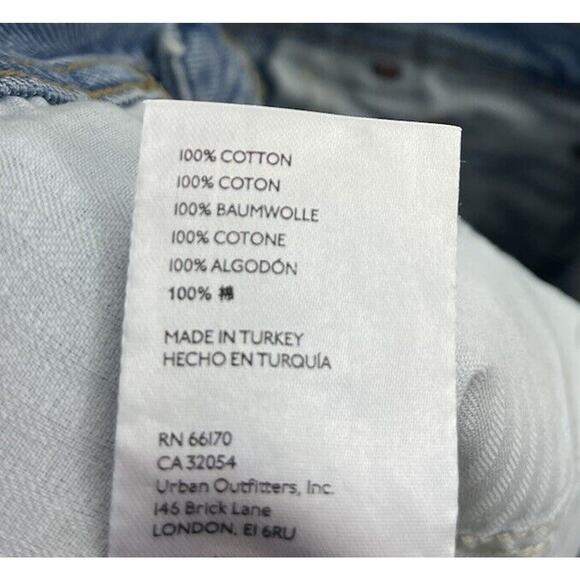 100% COTTON
100% COTON
100% BAUMWOLLE
100% COTONE
100% ALGODÓN
100% 棉
MADE IN TURKEY
HECHO EN TURQUÍA
RN 66170
CA 32054
Urban Outfitters, Inc.
146 Brick Lane
LONDON. E1 6RU